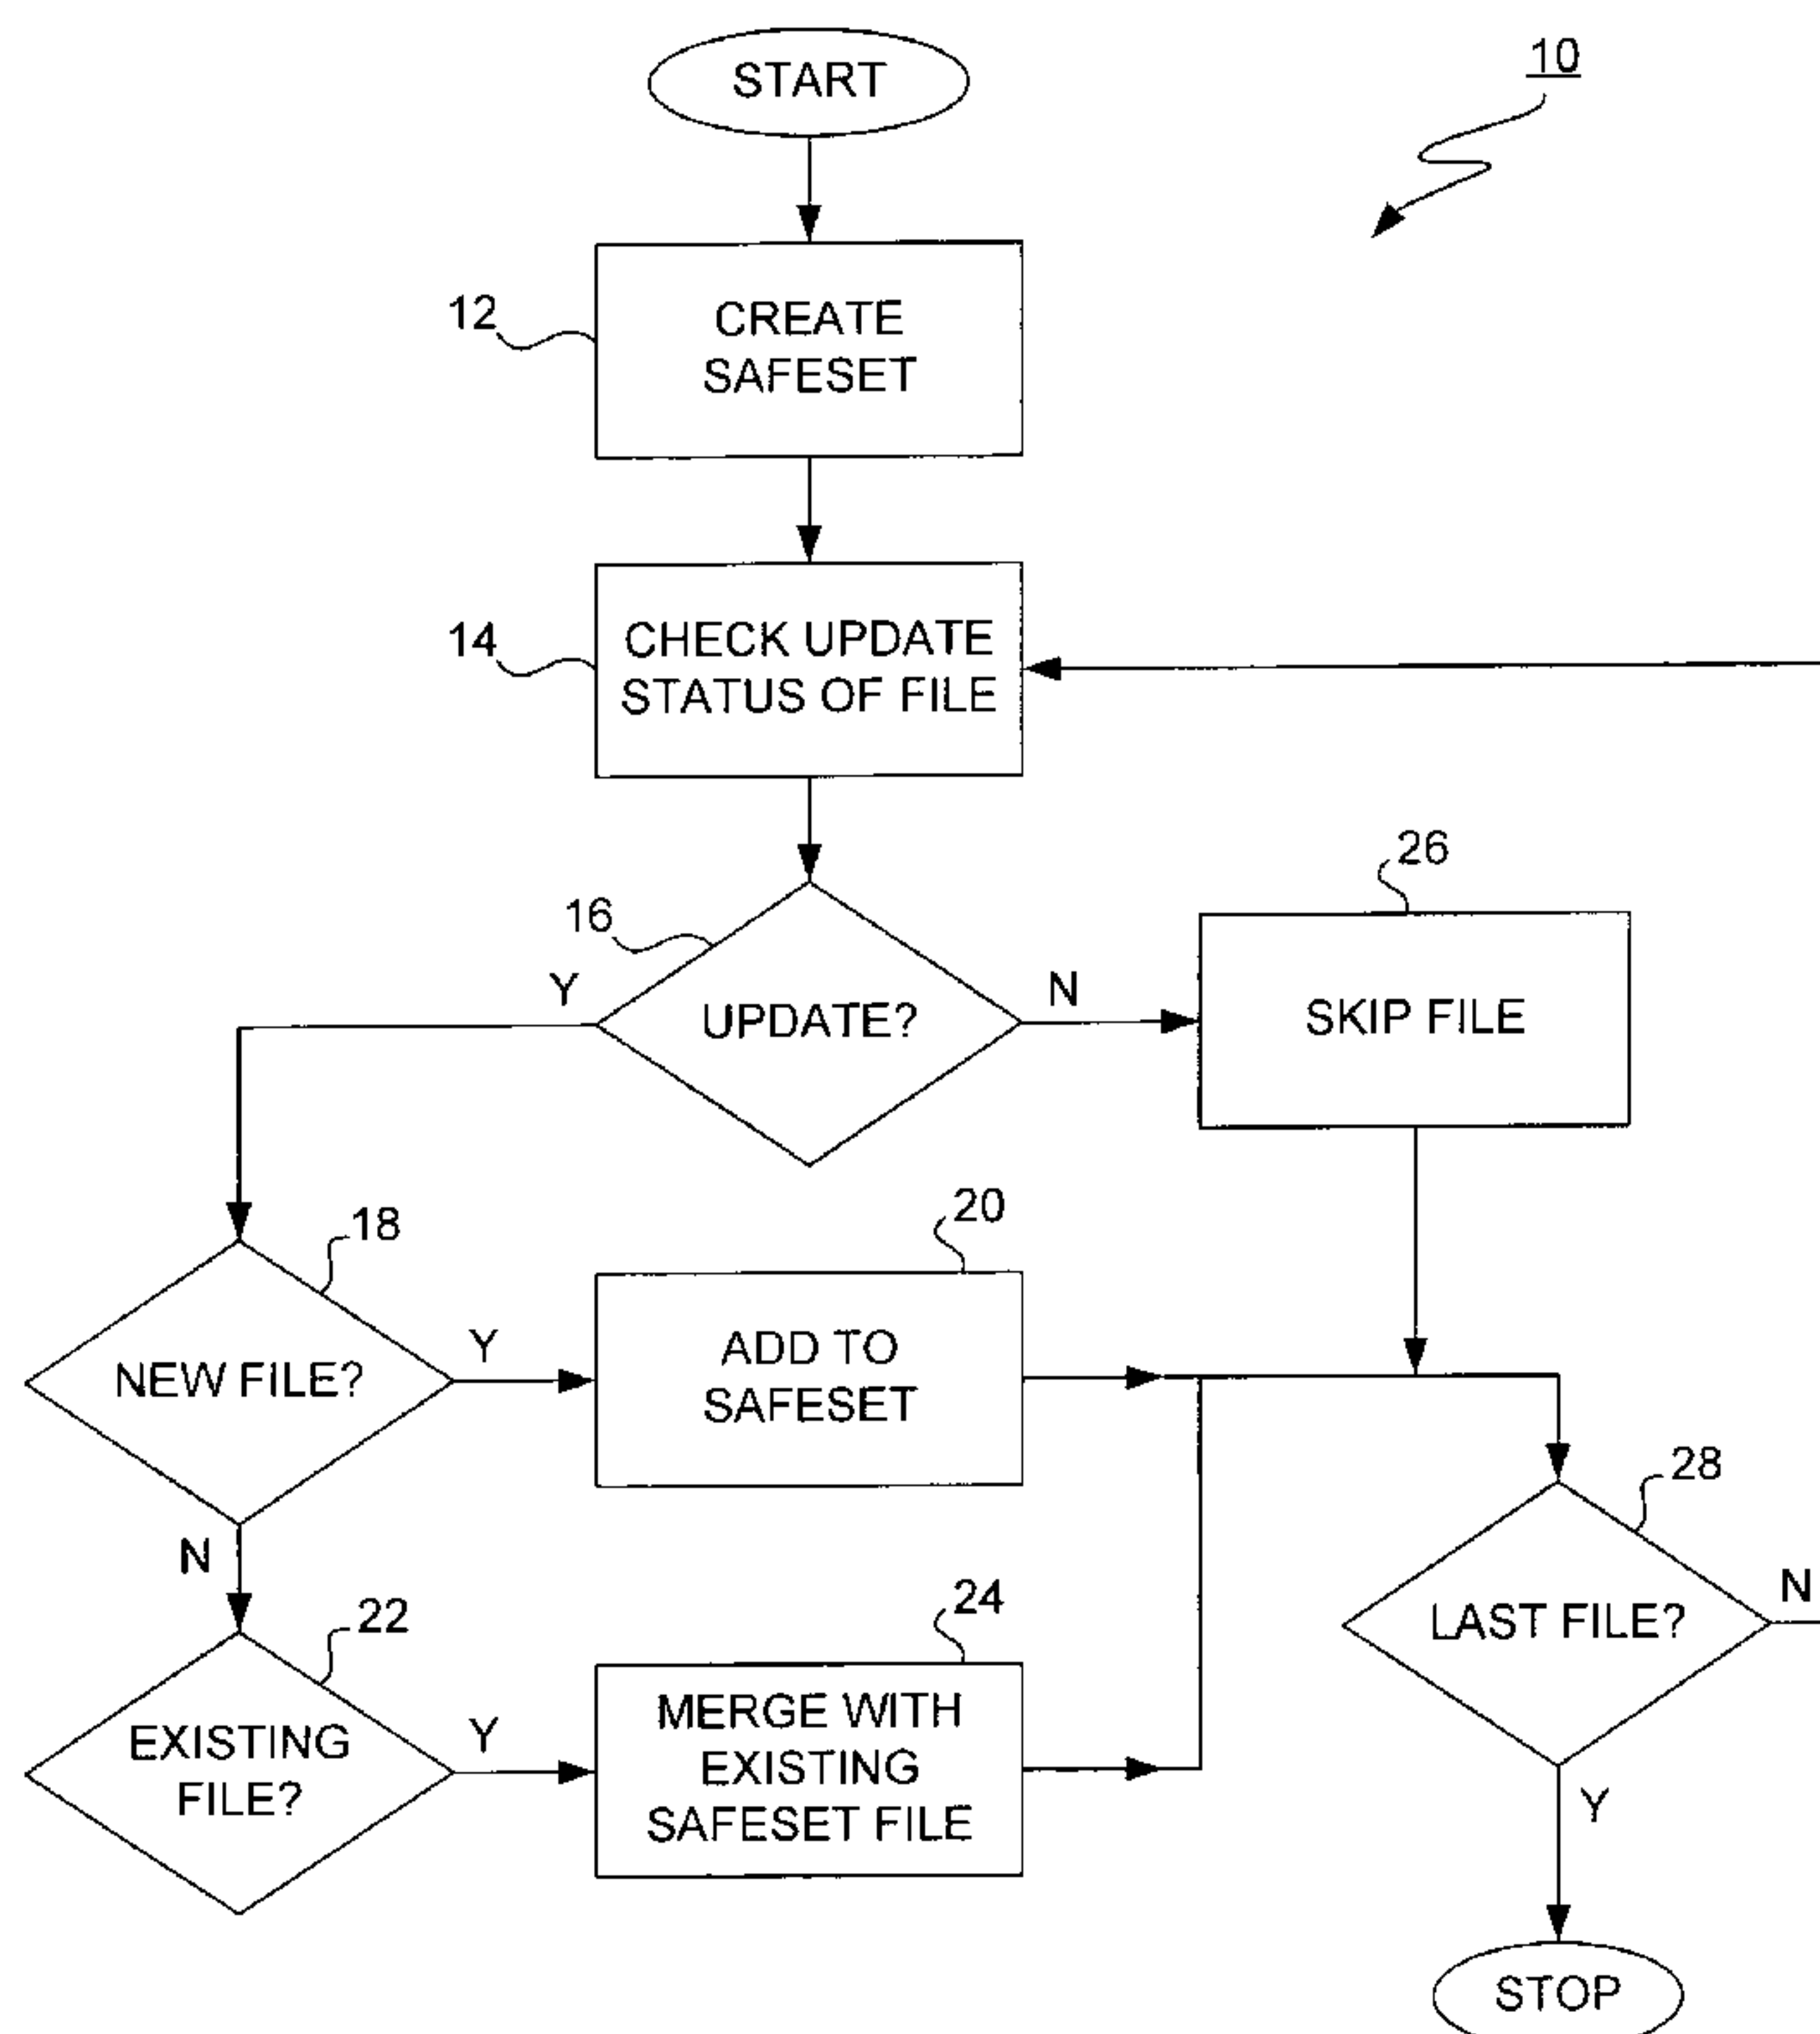 START
10
12
CREATE
SAFESET
14
CHECK UPDATE
STATUS OF FILE
26
16
Y
UPDATE?
N
SKIP FILE
18
20
NEW FILE?
Y
ADD TO
SAFESET
28
N
22
24
LAST FILE?
N
EXISTING
FILE?
Y
MERGE WITH
EXISTING
SAFESET FILE
Y
STOP